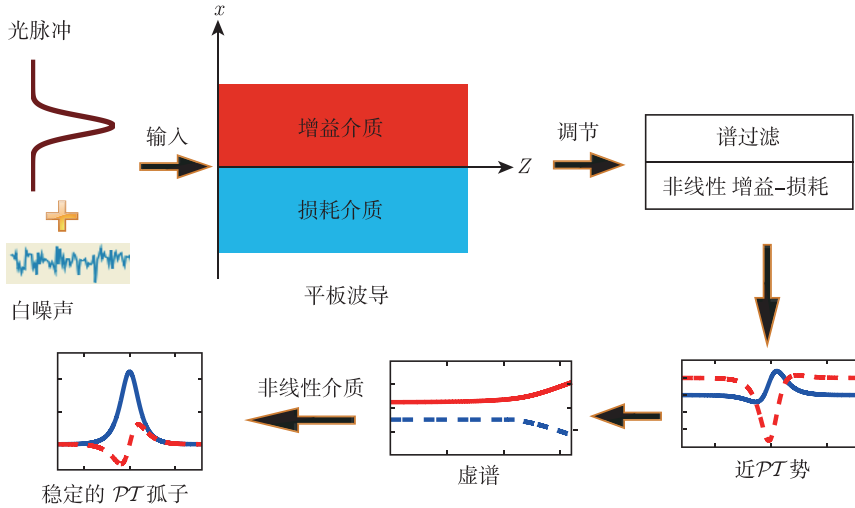 光脉冲
输入
白噪声
x
增益介质
Z
损耗介质
平板波导
调节
谱过滤
非线性 增益-损耗
近PT 势
虚谱
非线性介质
稳定的 PT 孤子